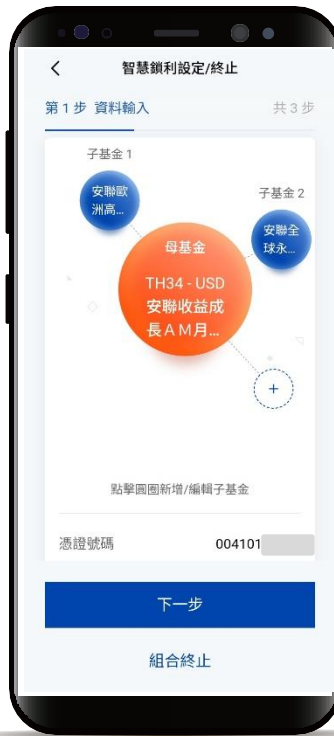 智慧鎖利設定/終止
第 1 步 資料輸入
共 3 步
子基金 1
安聯歐
洲高...
子基金 2
安聯全
球永...
母基金
TH34 - USD
安聯收益成
長ＡＭ月...
+
點擊圓圈新增/編輯子基金
憑證號碼
004101
下一步
組合終止